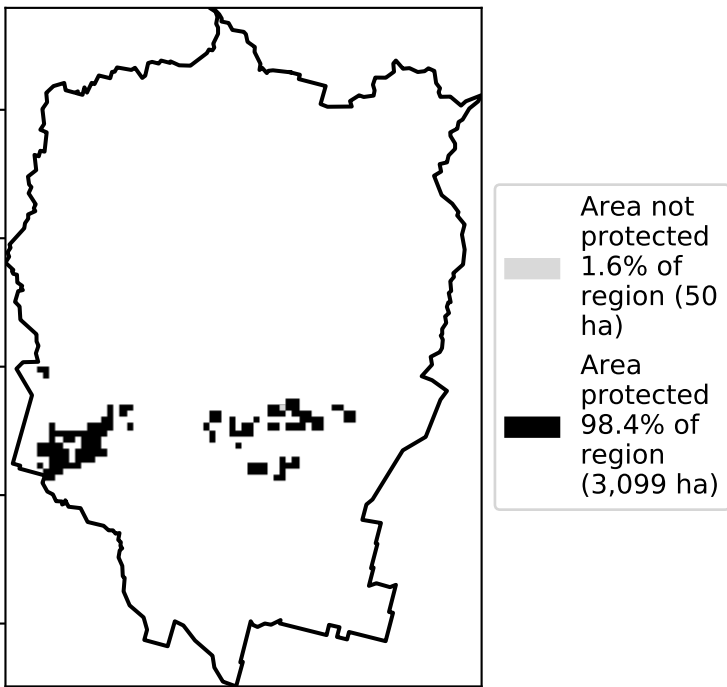 Area not
protected
1.6% of
region (50
ha)
Area
protected
98.4% of
region
(3,099 ha)